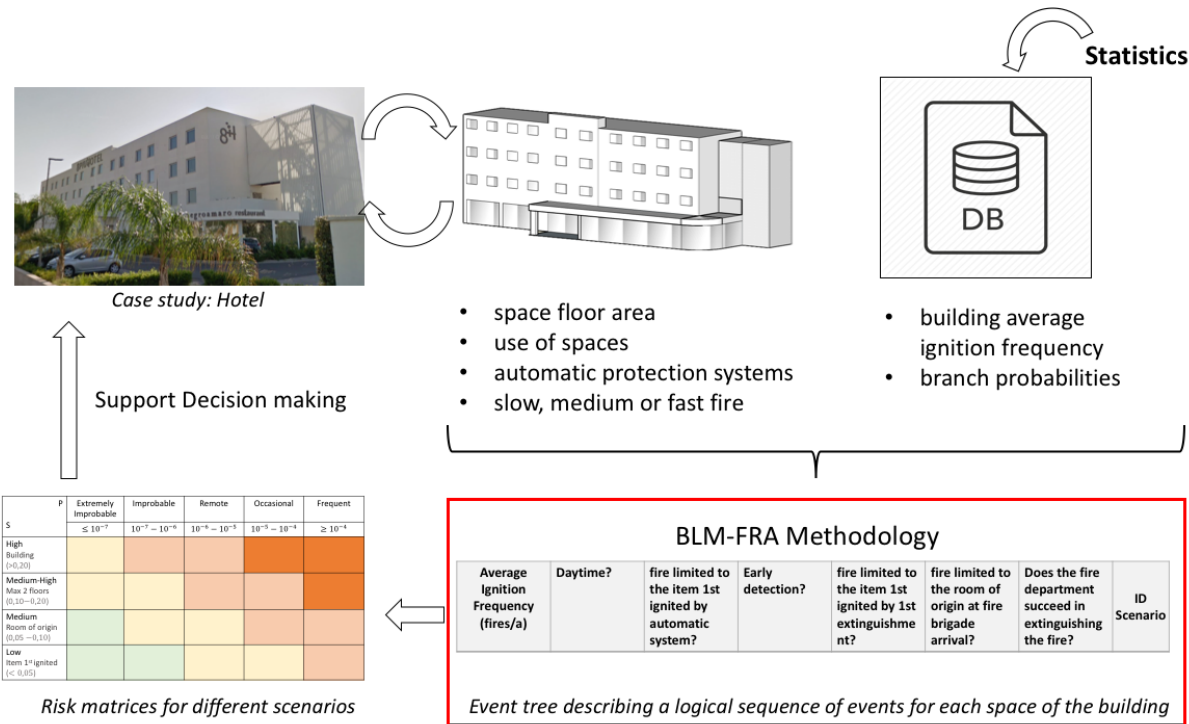 Statistics
DB
Case study: Hotel
• space floor area
• use of spaces
• automatic protection systems
• slow, medium or fast fire
• building average
ignition frequency
• branch probabilities
Support Decision making
P
S
Extremely
Improbable
Improbable
Remote
Occasional
Frequent
≤ 10⁻⁷
10⁻⁷ − 10⁻⁶
10⁻⁶ − 10⁻⁵
10⁻⁵ − 10⁻⁴
≥ 10⁻⁴
High
Building
(>0,20)
Medium-High
Max 2 floors
(0,10−0,20)
Medium
Room of origin
(0,05 −0,10)
Low
Item 1st ignited
(< 0,05)
Risk matrices for different scenarios
BLM-FRA Methodology
Average
Ignition
Frequency
(fires/a)
Daytime?
fire limited to
the item 1st
ignited by
automatic
system?
Early
detection?
fire limited to
the item 1st
ignited by 1st
extinguishme
nt?
fire limited to
the room of
origin at fire
brigade
arrival?
Does the fire
department
succeed in
extinguishing
the fire?
ID
Scenario
Event tree describing a logical sequence of events for each space of the building